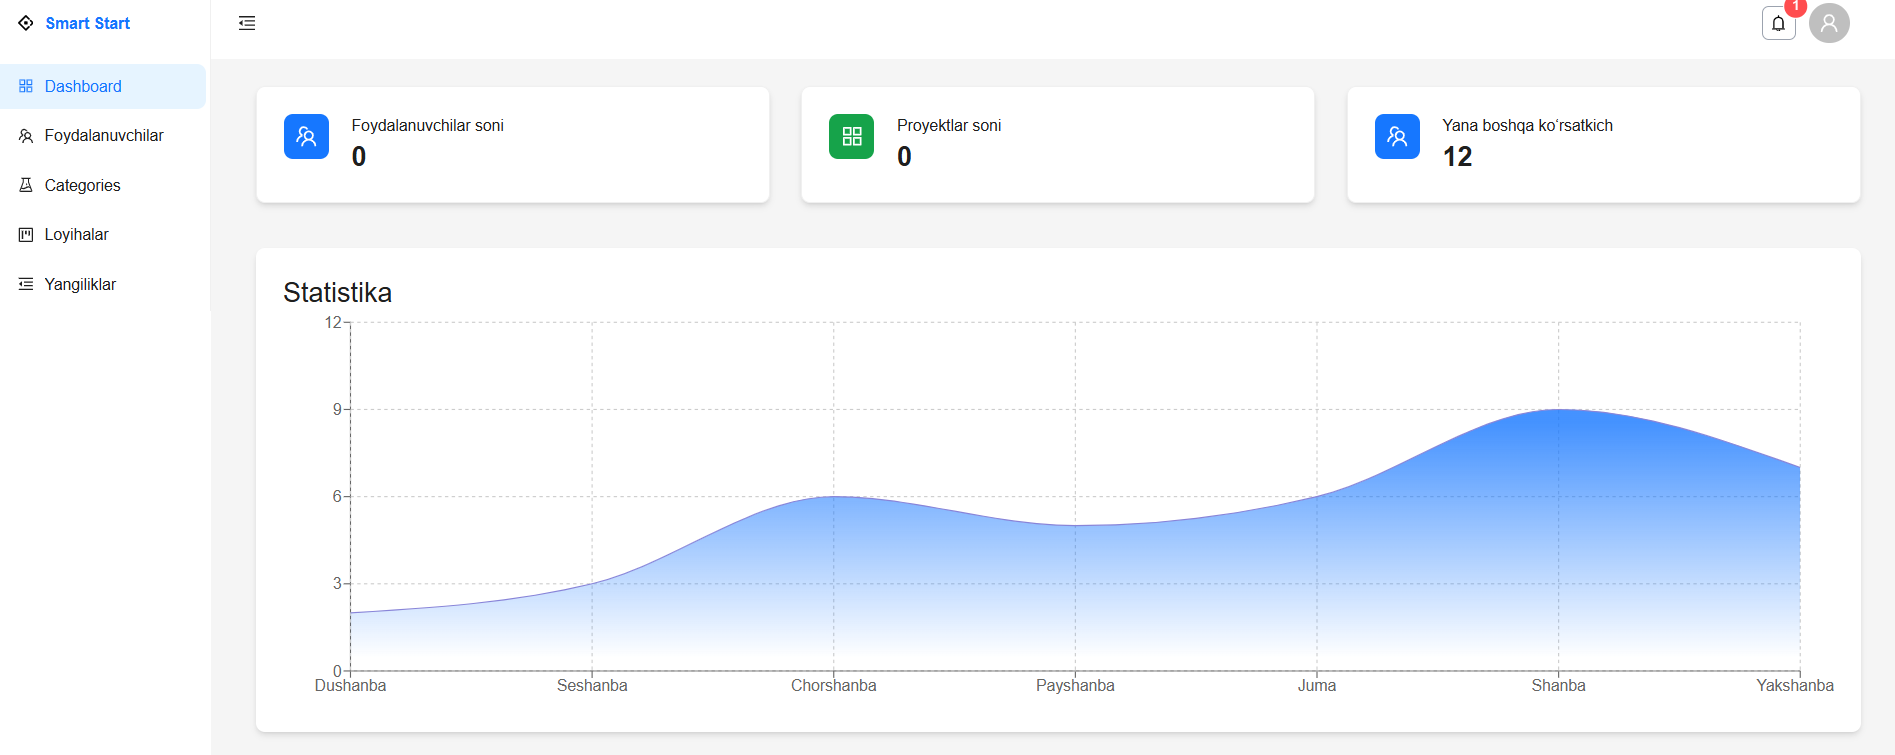 Smart Start
1
Dashboard
Foydalanuvchilar
Categories
Loyihalar
Yangiliklar
Foydalanuvchilar soni
0
Proyektlar soni
0
Yana boshqa ko‘rsatkich
12
Statistika
12
9
6
3
0
Dushanba Seshanba Chorshanba Payshanba Juma Shanba Yakshanba